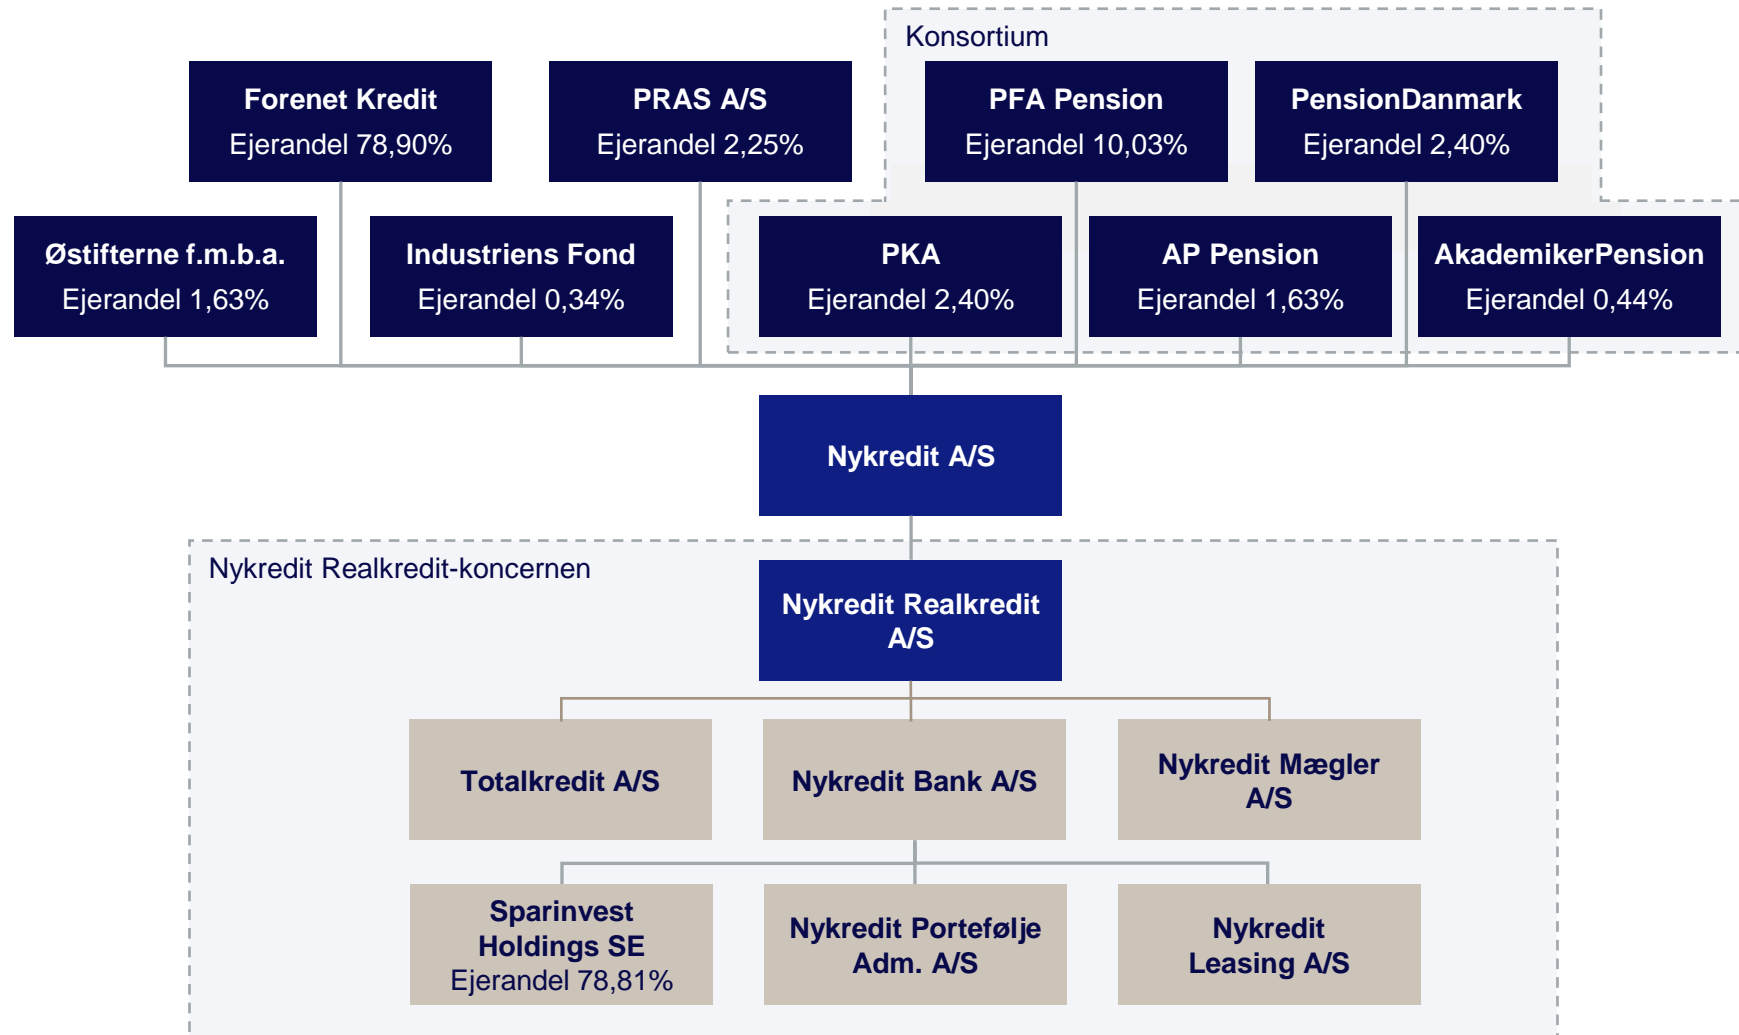 Konsortium
Forenet Kredit
Ejerandel 78,90%
PRAS A/S
Ejerandel 2,25%
PFA Pension
Ejerandel 10,03%
PensionDanmark
Ejerandel 2,40%
Østifterne f.m.b.a.
Ejerandel 1,63%
Industriens Fond
Ejerandel 0,34%
PKA
Ejerandel 2,40%
AP Pension
Ejerandel 1,63%
AkademikerPension
Ejerandel 0,44%
Nykredit A/S
Nykredit Realkredit-koncernen
Nykredit Realkredit
A/S
Totalkredit A/S
Nykredit Bank A/S
Nykredit Mægler
A/S
Sparinvest
Holdings SE
Ejerandel 78,81%
Nykredit Portefølje
Adm. A/S
Nykredit
Leasing A/S